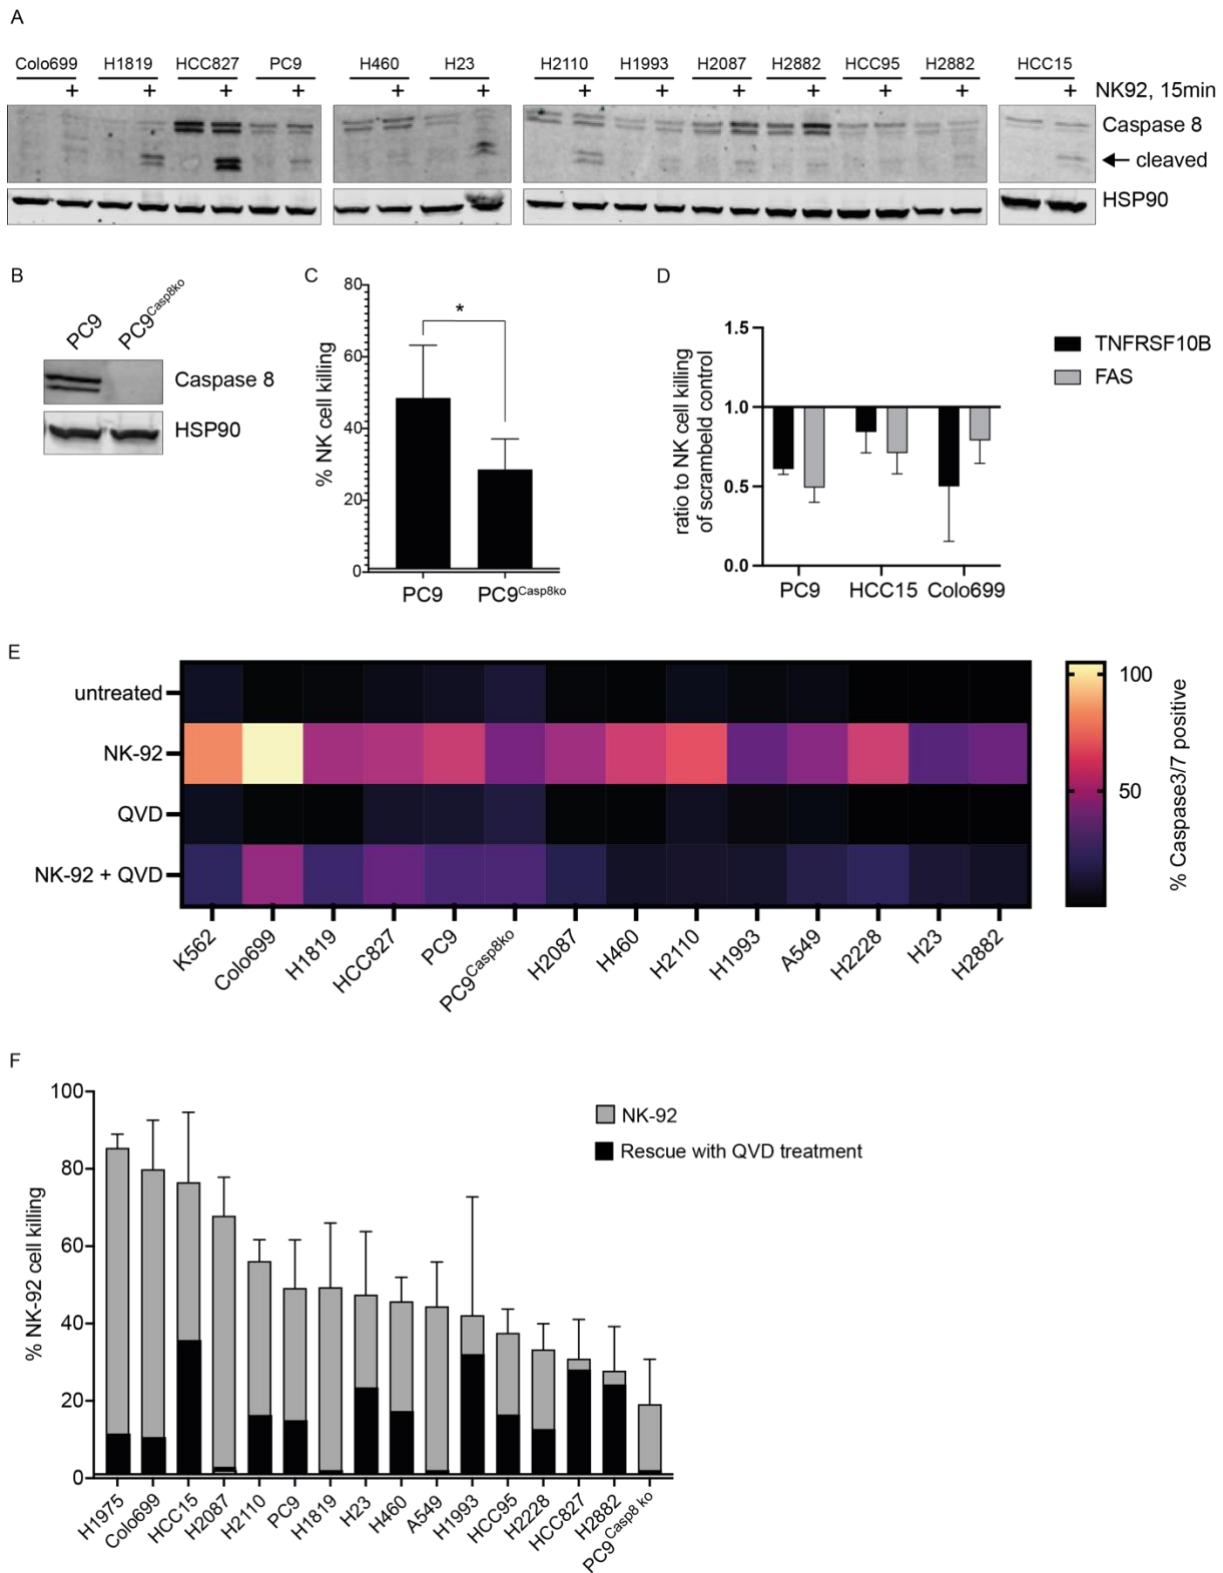 A
Colo699 H1819 HCC827 PC9 H460 H23 H2110 H1993 H2087 H2882 HCC95 H2882 HCC15
+ + + + + + + + + + + + + NK92, 15min
Caspase 8
← cleaved
HSP90
B
PC9 PC9Casp8ko
Caspase 8
HSP90
C
% NK cell killing
80
60
40
20
0
*
PC9 PC9Casp8ko
D
ratio to NK cell killing
of scrambeld control
1.5
1.0
0.5
0.0
PC9 HCC15 Colo699
TNFRSF10B
FAS
E
untreated
NK-92
QVD
NK-92 + QVD
K562 Colo699 H1819 HCC827 PC9 PC9Casp8ko H2087 H460 H2110 H1993 A549 H2228 H23 H2882
100
50
% Caspase3/7 positive
F
% NK-92 cell killing
100
80
60
40
20
0
NK-92
Rescue with QVD treatment
H1975 Colo699 HCC15 H2087 H2110 PC9 H1819 H23 H460 A549 H1993 HCC95 H2228 HCC827 H2882 PC9 Casp8 ko